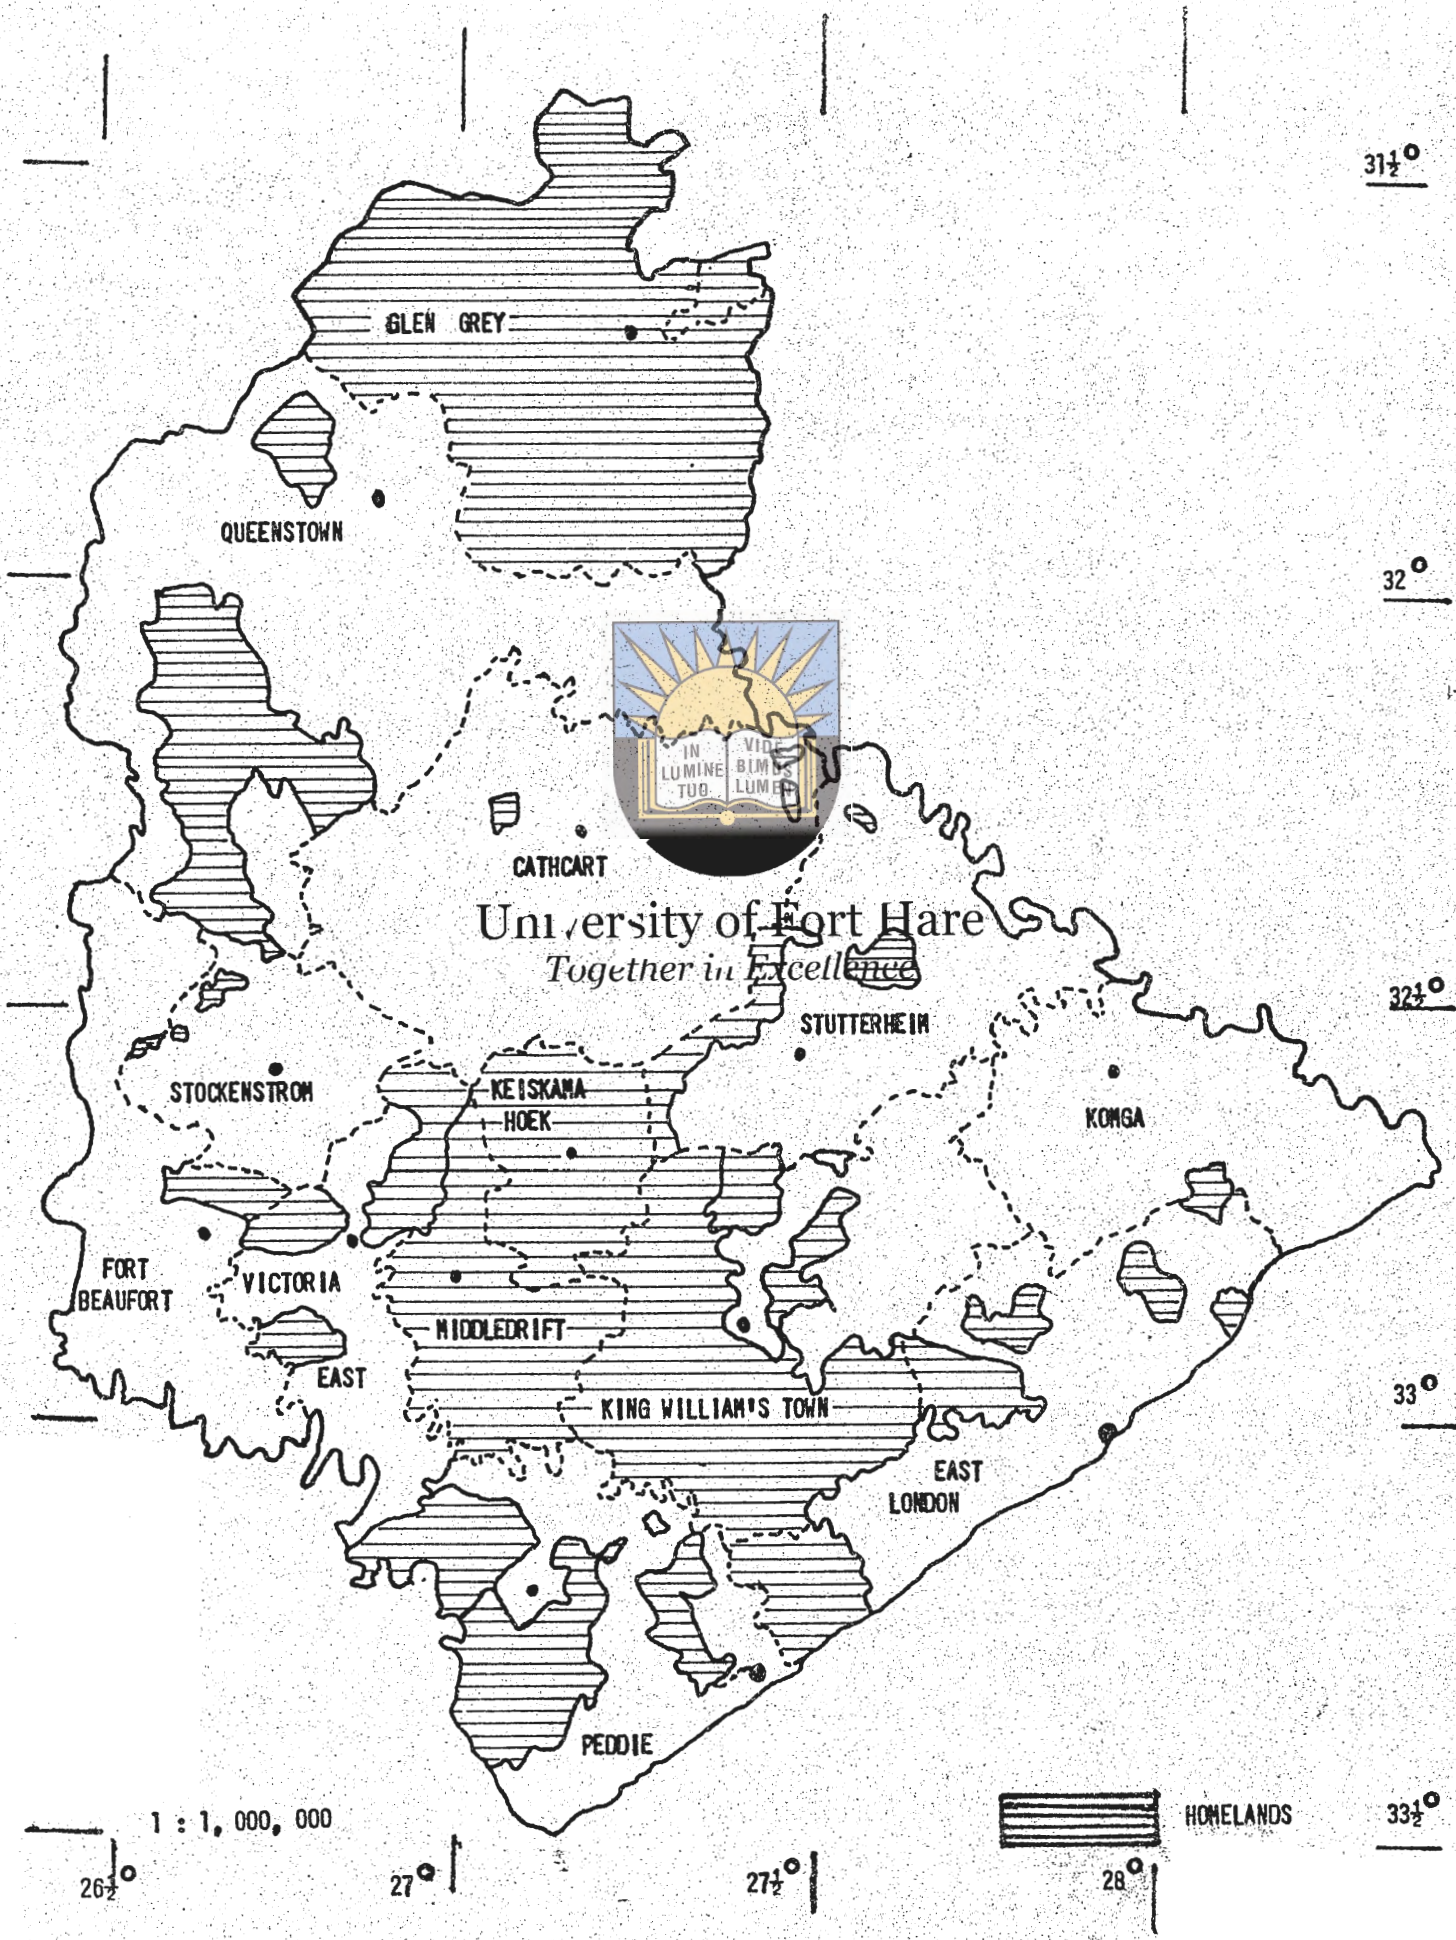 31½°
GLEN GREY
QUEENSTOWN
32°
IN
LUMINE
TUO
VIDE
BIMUS
LUMEN
CATHCART
University of Fort Hare
Together in Excellence
32½°
STUTTERHEIM
STOCKENSTROM
KEISKAMA
HOEK
KOMGA
FORT
BEAUFORT
VICTORIA
EAST
MIDDLEDRIFT
KING WILLIAM'S TOWN
33°
EAST
LONDON
PEDDIE
1 : 1,000,000
HOMELANDS
33½°
26½°
27°
27½°
28°